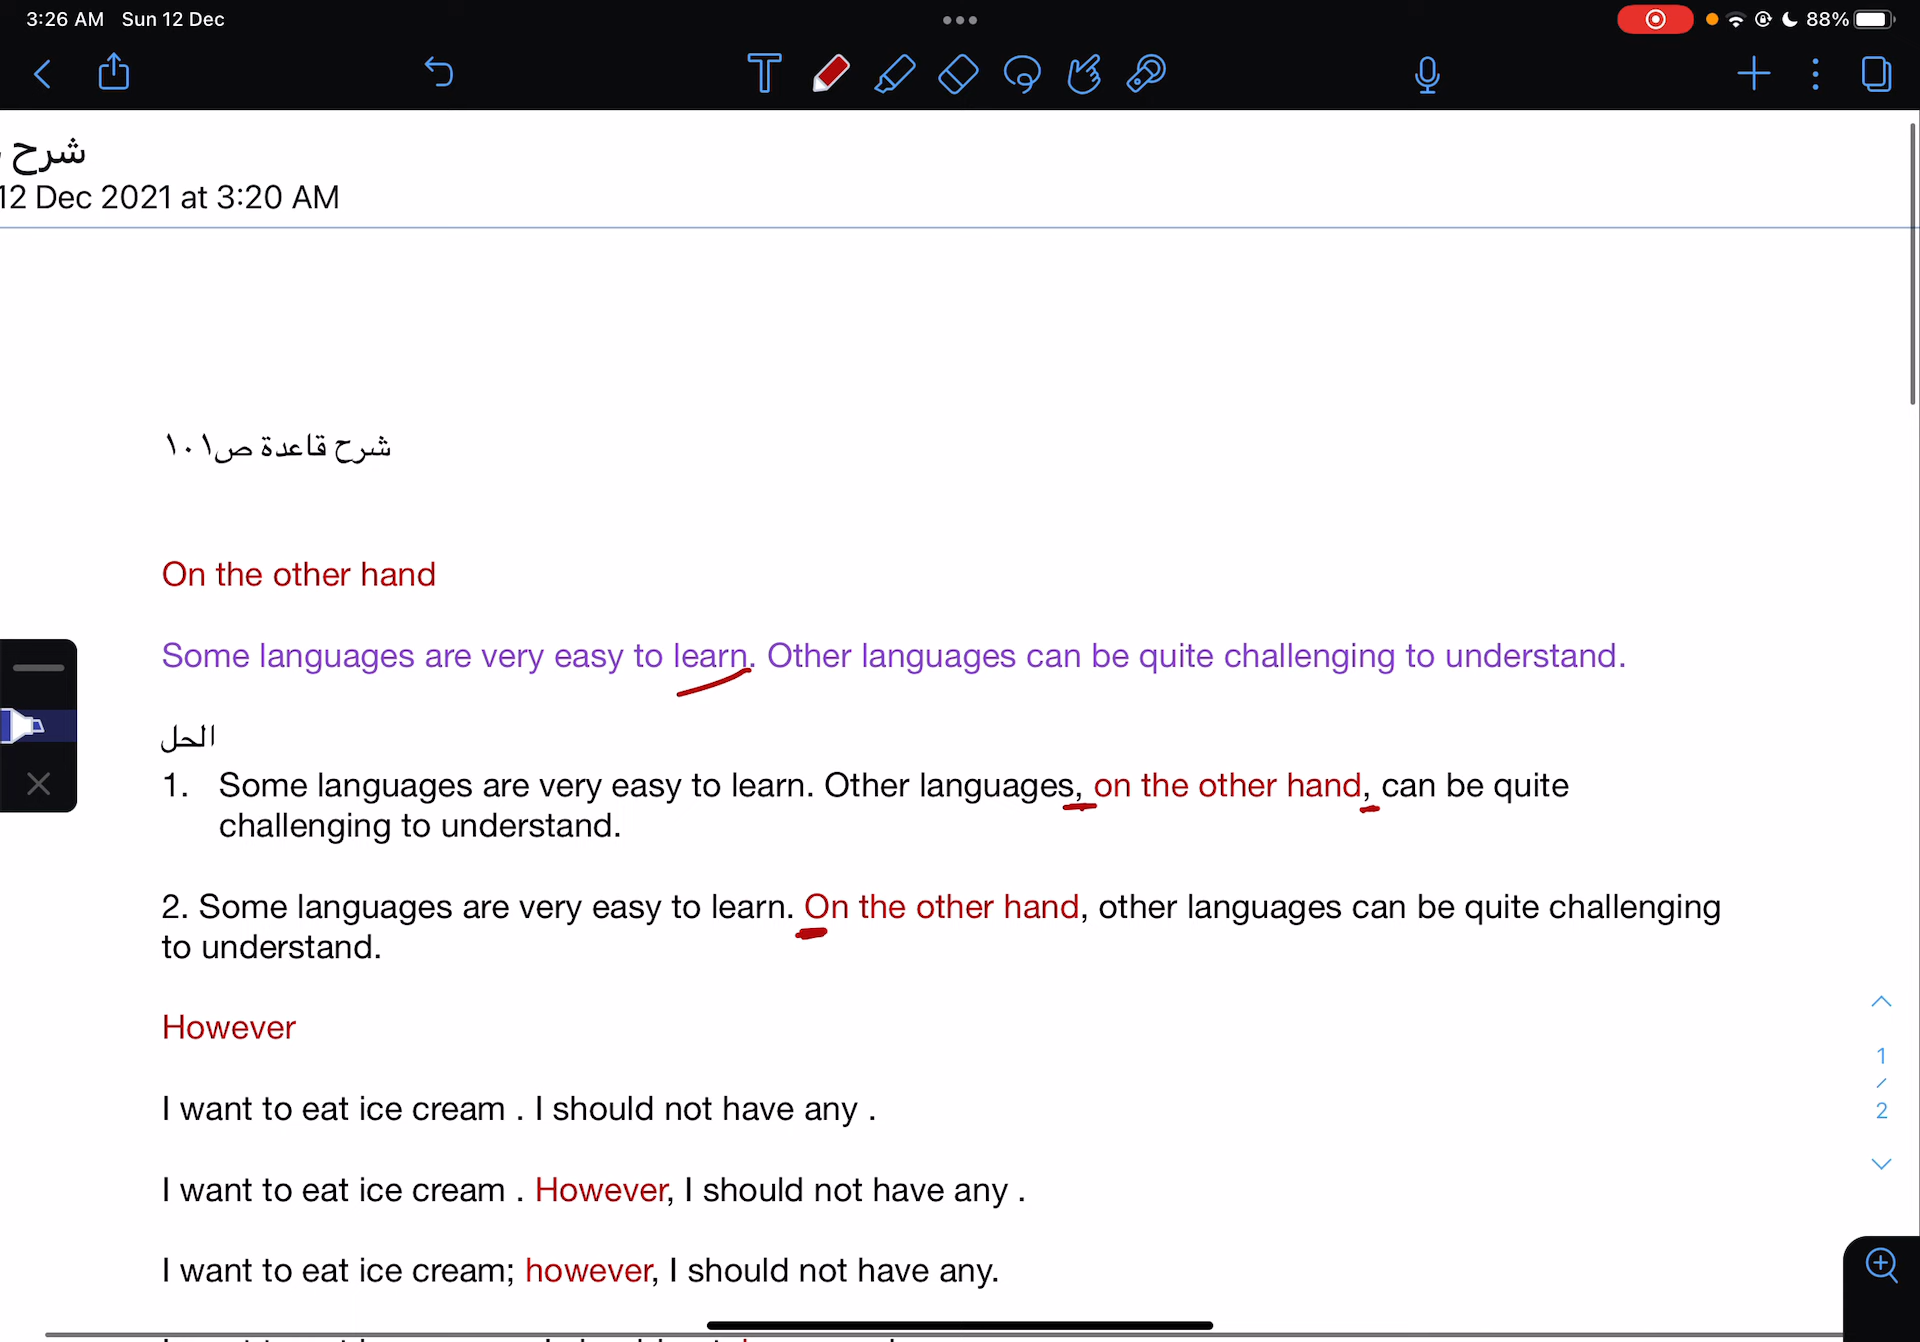 3:26 AM Sun 12 Dec
88%
شرح
12 Dec 2021 at 3:20 AM
شرح قاعدة ص١٠١
On the other hand
Some languages are very easy to learn. Other languages can be quite challenging to understand.
الحل
1. Some languages are very easy to learn. Other languages, on the other hand, can be quite
challenging to understand.
2. Some languages are very easy to learn. On the other hand, other languages can be quite challenging
to understand.
However
I want to eat ice cream . I should not have any .
I want to eat ice cream . However, I should not have any .
I want to eat ice cream; however, I should not have any.
1
/
2